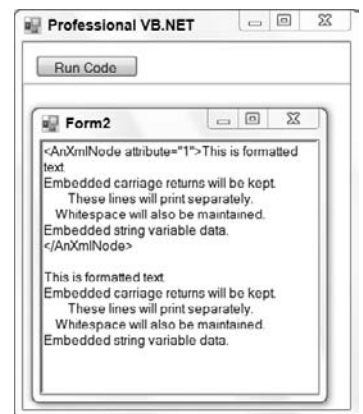 Professional VB.NET
Run Code
Form2
<AnXmlNode attribute="1">This is formatted
text.
Embedded carriage returns will be kept.
These lines will print separately.
Whitespace will also be maintained.
Embedded string variable data.
</AnXmlNode>
This is formatted text.
Embedded carriage returns will be kept.
These lines will print separately.
Whitespace will also be maintained.
Embedded string variable data.